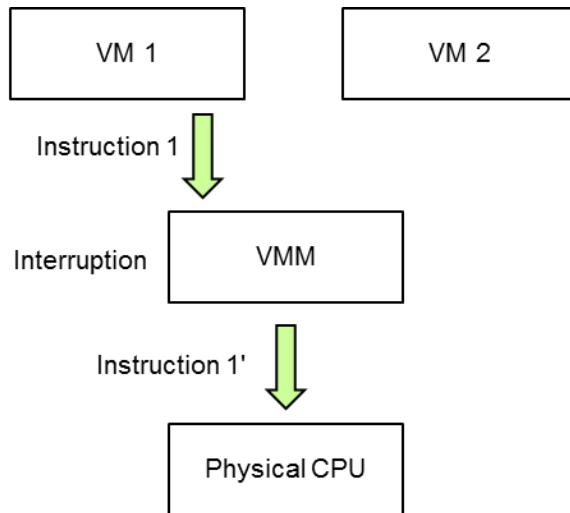 VM 1
VM 2
Instruction 1
Interruption
VMM
Instruction 1'
Physical CPU